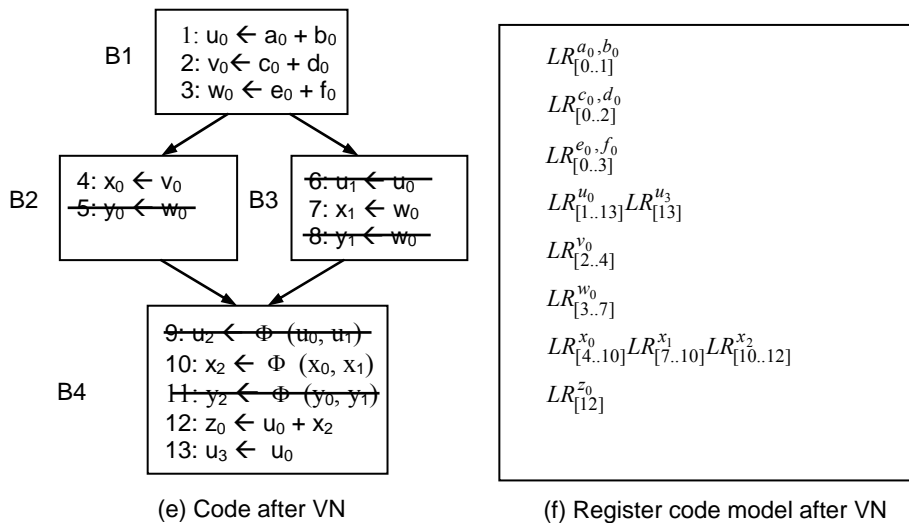 B1
1: u₀ ← a₀ + b₀
2: v₀← c₀ + d₀
3: w₀ ← e₀ + f₀
B2
4: x₀ ← v₀
5: y₀ ← w₀
B3
6: u₁ ← u₀
7: x₁ ← w₀
8: y₁ ← w₀
B4
9: u₂ ← Φ (u₀, u₁)
10: x₂ ← Φ (x₀, x₁)
11: y₂ ← Φ (y₀, y₁)
12: z₀ ← u₀ + x₂
13: u₃ ← u₀
(e) Code after VN
LR^{a₀,b₀}_{[0..1]}
LR^{c₀,d₀}_{[0..2]}
LR^{e₀,f₀}_{[0..3]}
LR^{u₀}_{[1..13]} LR^{u₃}_{[13]}
LR^{v₀}_{[2..4]}
LR^{w₀}_{[3..7]}
LR^{x₀}_{[4..10]} LR^{x₁}_{[7..10]} LR^{x₂}_{[10..12]}
LR^{z₀}_{[12]}
(f) Register code model after VN